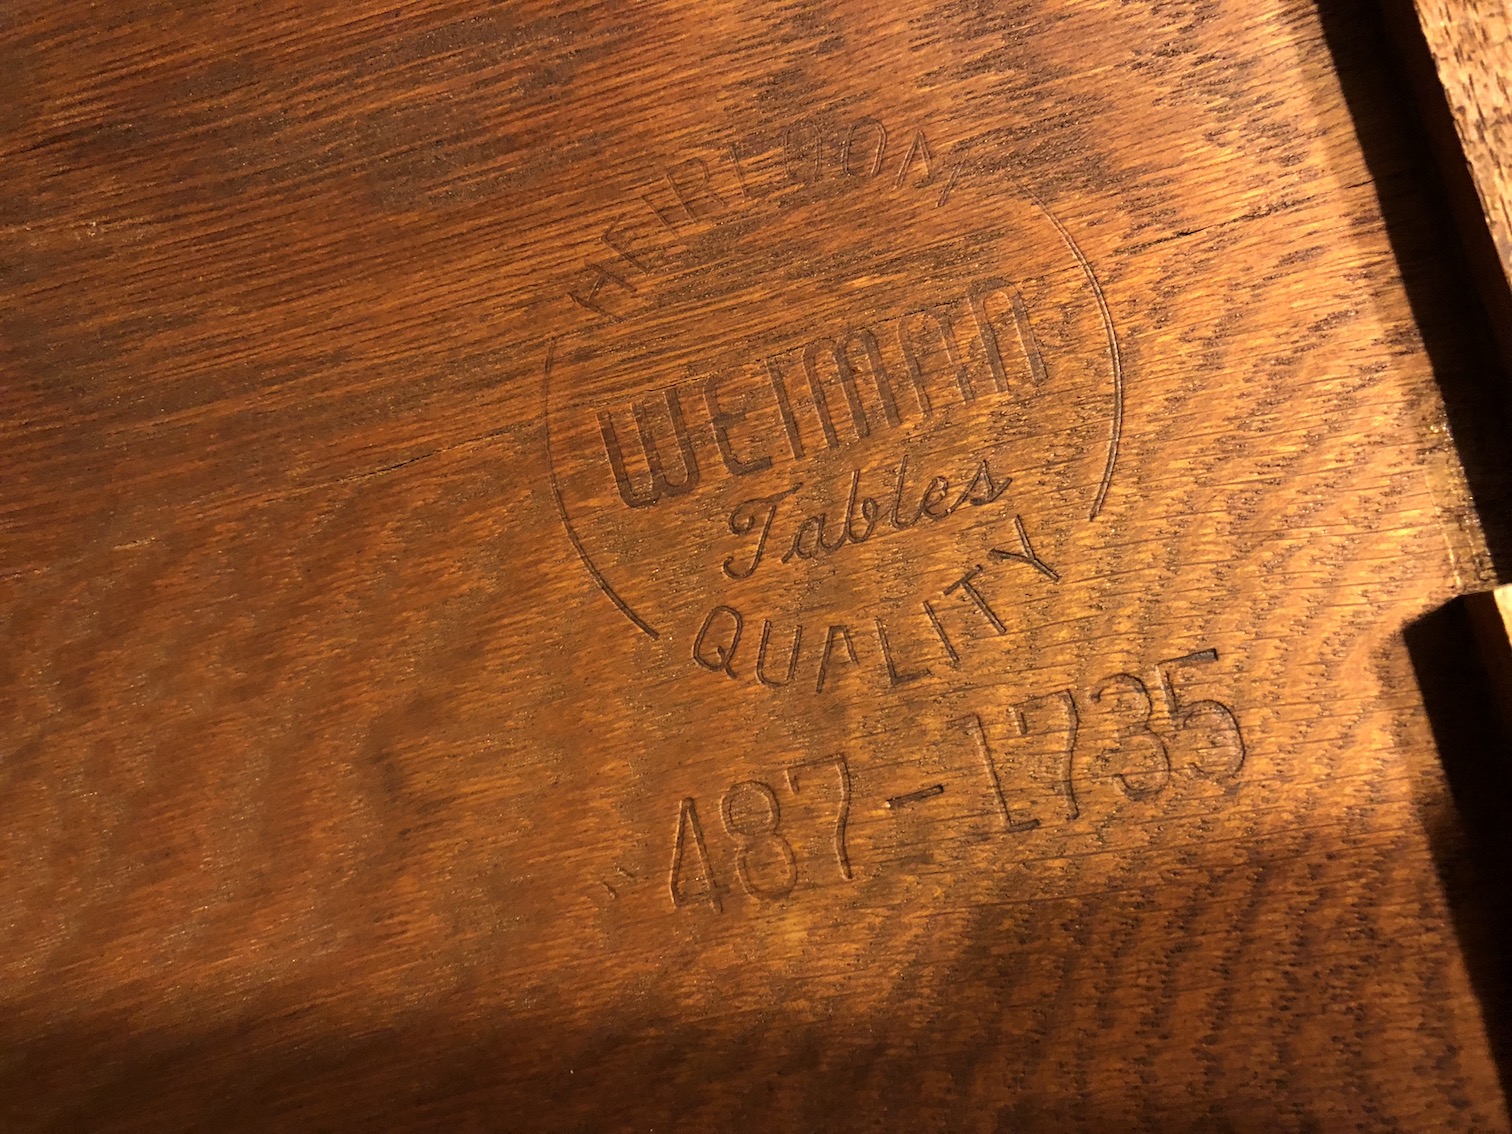 HEIRLOOM
WEIMAN
Tables
QUALITY
487-1735